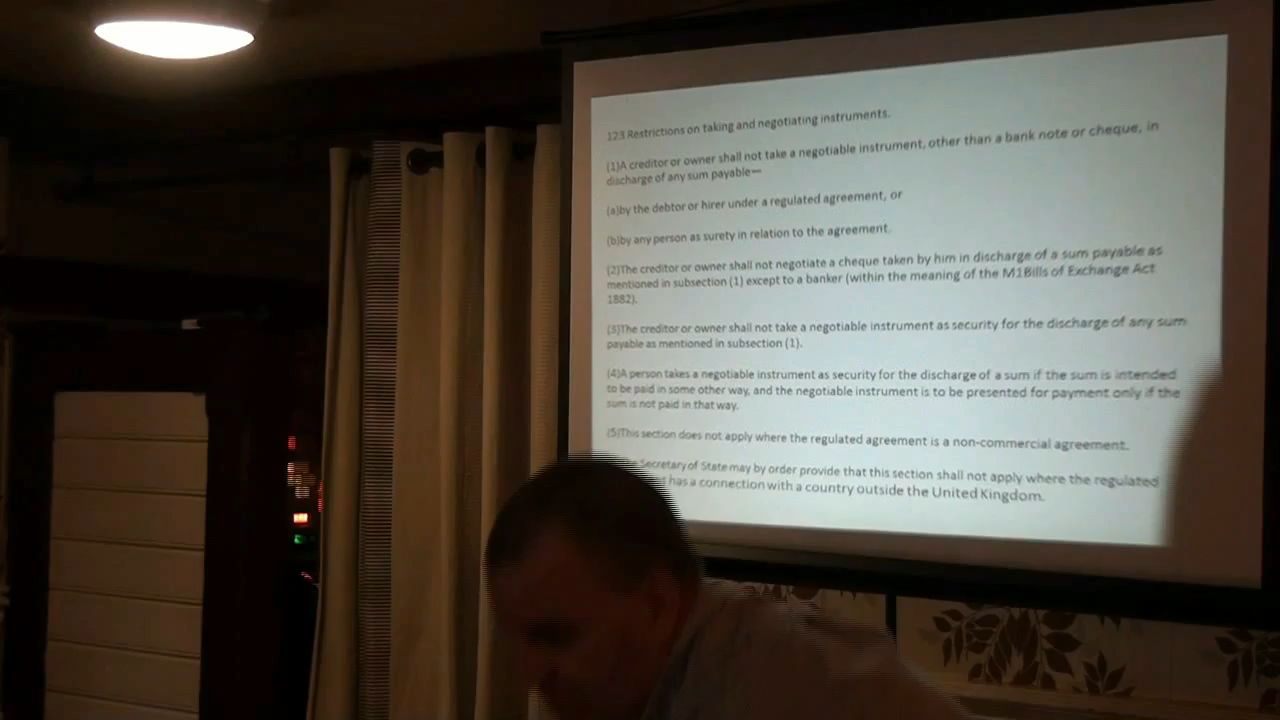 123 Restrictions on taking and negotiating instruments.
(1)A creditor or owner shall not take a negotiable instrument, other than a bank note or cheque, in
discharge of any sum payable—
(a)by the debtor or hirer under a regulated agreement, or
(b)by any person as surety in relation to the agreement.
(2)The creditor or owner shall not negotiate a cheque taken by him in discharge of a sum payable as
mentioned in subsection (1) except to a banker (within the meaning of the M1Bills of Exchange Act
1882).
(3)The creditor or owner shall not take a negotiable instrument as security for the discharge of any sum
payable as mentioned in subsection (1).
(4)A person takes a negotiable instrument as security for the discharge of a sum if the sum is intended
to be paid in some other way, and the negotiable instrument is to be presented for payment only if the
sum is not paid in that way.
(5)This section does not apply where the regulated agreement is a non-commercial agreement.
Secretary of State may by order provide that this section shall not apply where the regulated
has a connection with a country outside the United Kingdom.